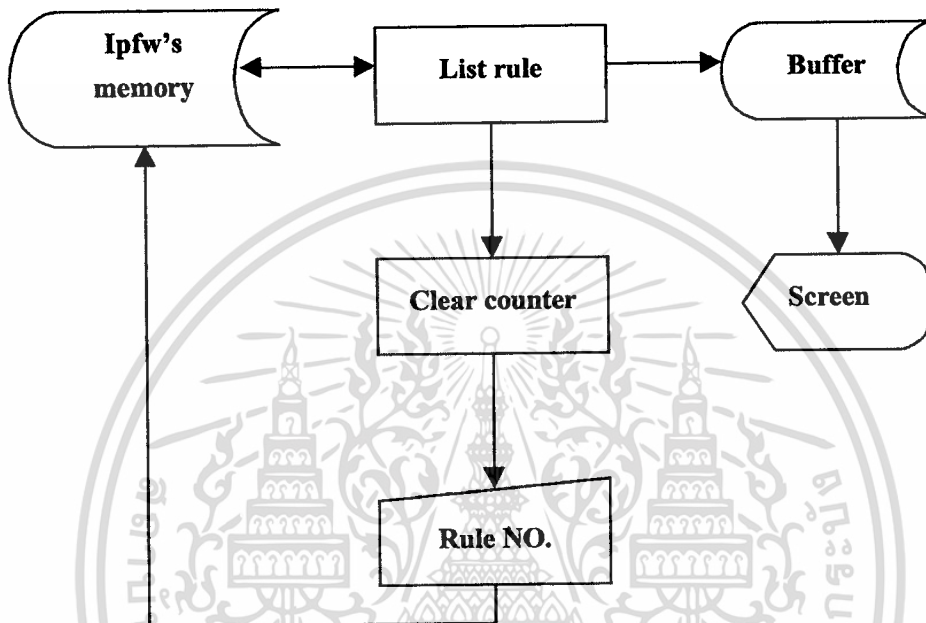 Ipfw's
memory
List rule
Buffer
Clear counter
Screen
Rule NO.